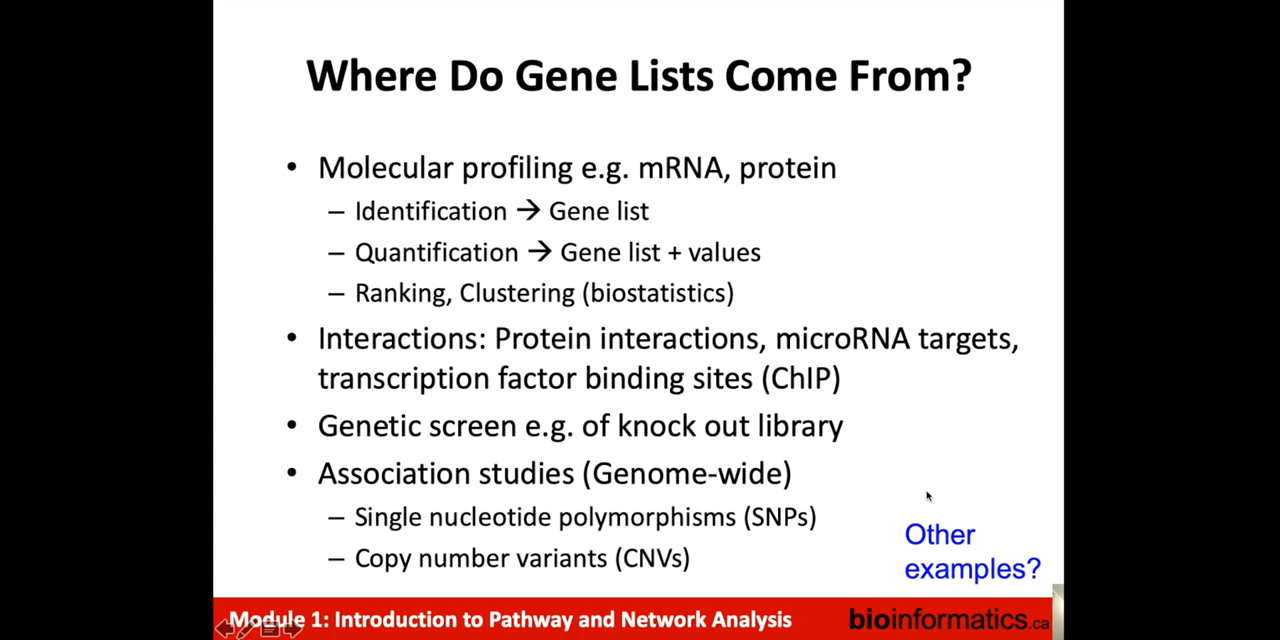 Where Do Gene Lists Come From?
• Molecular profiling e.g. mRNA, protein
– Identification → Gene list
– Quantification → Gene list + values
– Ranking, Clustering (biostatistics)
• Interactions: Protein interactions, microRNA targets,
transcription factor binding sites (ChIP)
• Genetic screen e.g. of knock out library
• Association studies (Genome-wide)
– Single nucleotide polymorphisms (SNPs)
– Copy number variants (CNVs)
Other
examples?
Module 1: Introduction to Pathway and Network Analysis
bioinformatics.ca